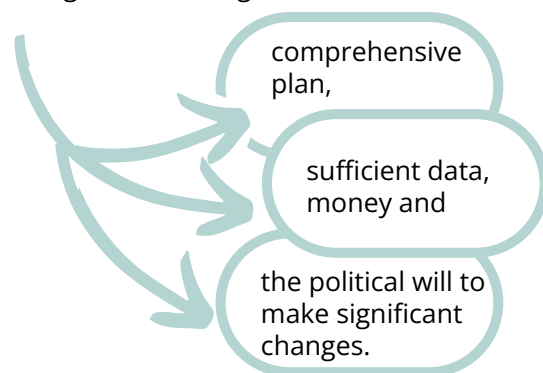 comprehensive
plan,
sufficient data,
money and
the political will to
make significant
changes.